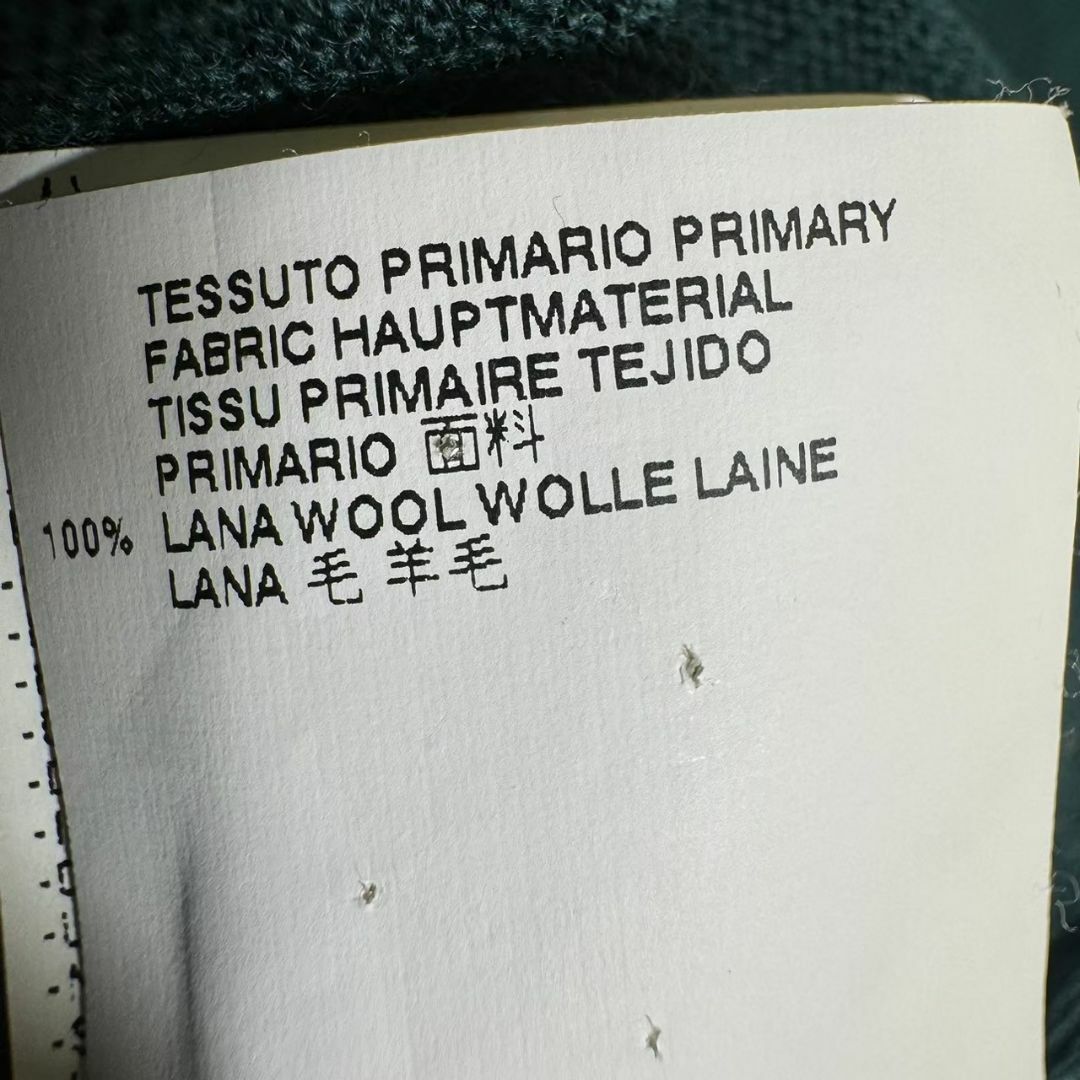 TESSUTO PRIMARIO PRIMARY
FABRIC HAUPTMATERIAL
TISSU PRIMAIRE TEJIDO
PRIMARIO 面料
100% LANA WOOL WOLLE LAINE
LANA 毛 羊毛